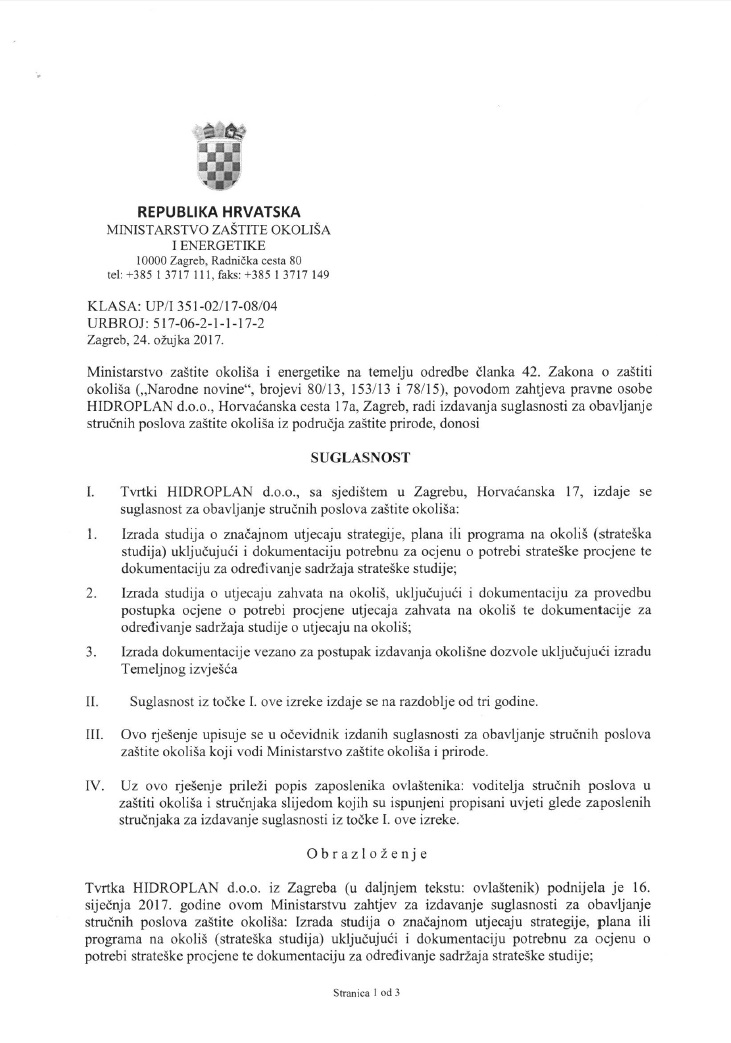 REPUBLIKA HRVATSKA
MINISTARSTVO ZAŠTITE OKOLIŠA
I ENERGETIKE
10000 Zagreb, Radnička cesta 80
tel: +385 1 3717 111, faks: +385 1 3717 149
KLASA: UP/I 351-02/17-08/04
URBROJ: 517-06-2-1-1-17-2
Zagreb, 24. ožujka 2017.
Ministarstvo zaštite okoliša i energetike na temelju odredbe članka 42. Zakona o zaštiti
okoliša („Narodne novine“, brojevi 80/13, 153/13 i 78/15), povodom zahtjeva pravne osobe
HIDROPLAN d.o.o., Horvaćanska cesta 17a, Zagreb, radi izdavanja suglasnosti za obavljanje
stručnih poslova zaštite okoliša iz područja zaštite prirode, donosi
SUGLASNOST
I. Tvrtki HIDROPLAN d.o.o., sa sjedištem u Zagrebu, Horvaćanska 17, izdaje se
suglasnost za obavljanje stručnih poslova zaštite okoliša:
1. Izrada studija o značajnom utjecaju strategije, plana ili programa na okoliš (strateška
studija) uključujući i dokumentaciju potrebnu za ocjenu o potrebi strateške procjene te
dokumentaciju za određivanje sadržaja strateške studije;
2. Izrada studija o utjecaju zahvata na okoliš, uključujući i dokumentaciju za provedbu
postupka ocjene o potrebi procjene utjecaja zahvata na okoliš te dokumentacije za
određivanje sadržaja studije o utjecaju na okoliš;
3. Izrada dokumentacije vezano za postupak izdavanja okolišne dozvole uključujući izradu
Temeljnog izvješća
II. Suglasnost iz točke I. ove izreke izdaje se na razdoblje od tri godine.
III. Ovo rješenje upisuje se u očevidnik izdanih suglasnosti za obavljanje stručnih poslova
zaštite okoliša koji vodi Ministarstvo zaštite okoliša i prirode.
IV. Uz ovo rješenje prileži popis zaposlenika ovlaštenika: voditelja stručnih poslova u
zaštiti okoliša i stručnjaka slijedom kojih su ispunjeni propisani uvjeti glede zaposlenih
stručnjaka za izdavanje suglasnosti iz točke I. ove izreke.
O b r a z l o ž e n j e
Tvrtka HIDROPLAN d.o.o. iz Zagreba (u daljnjem tekstu: ovlaštenik) podnijela je 16.
siječnja 2017. godine ovom Ministarstvu zahtjev za izdavanje suglasnosti za obavljanje
stručnih poslova zaštite okoliša: Izrada studija o značajnom utjecaju strategije, plana ili
programa na okoliš (strateška studija) uključujući i dokumentaciju potrebnu za ocjenu o
potrebi strateške procjene te dokumentaciju za određivanje sadržaja strateške studije;
Stranica 1 od 3